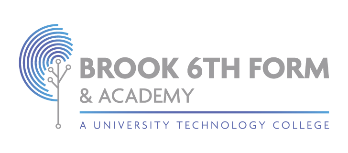 BROOK 6TH FORM
& ACADEMY
A UNIVERSITY TECHNOLOGY COLLEGE